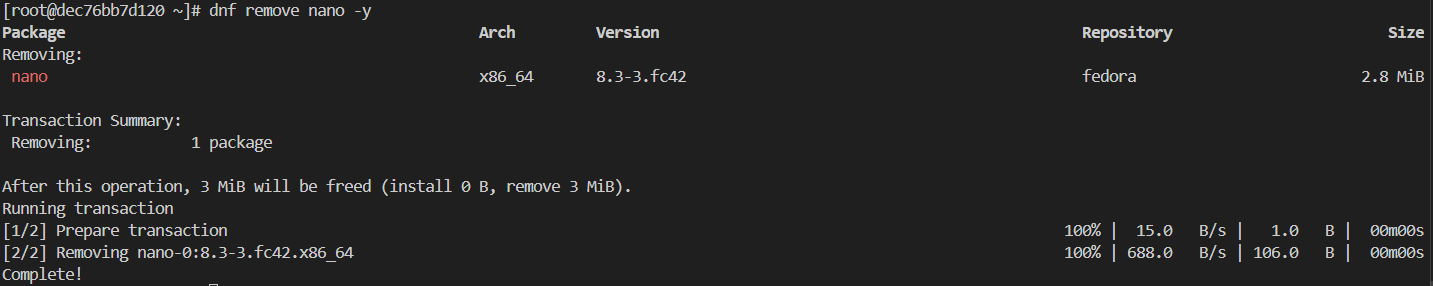 [root@dec76bb7d120 ~]# dnf remove nano -y
Package Arch Version Repository Size
Removing:
nano x86_64 8.3-3.fc42 fedora 2.8 MiB
Transaction Summary:
Removing: 1 package
After this operation, 3 MiB will be freed (install 0 B, remove 3 MiB).
Running transaction
[1/2] Prepare transaction 100% | 15.0 B/s | 1.0 B | 00m00s
[2/2] Removing nano-0:8.3-3.fc42.x86_64 100% | 688.0 B/s | 106.0 B | 00m00s
Complete!